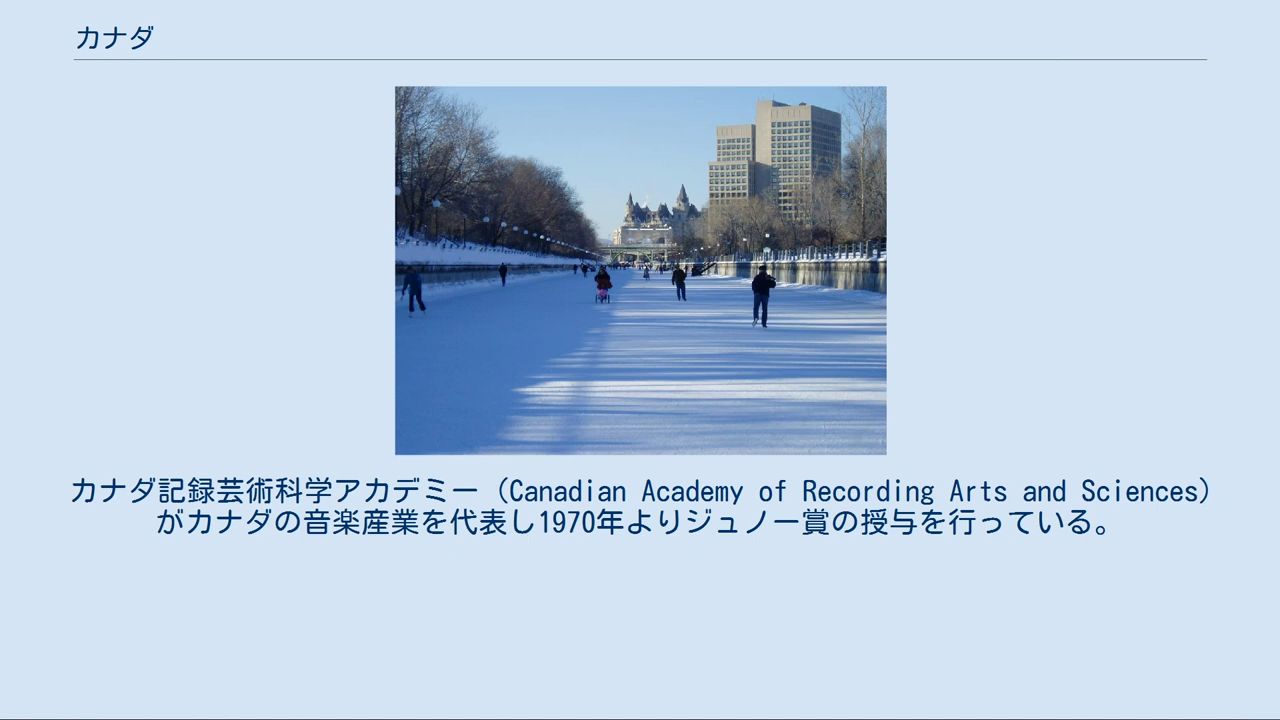 カナダ
カナダ記録芸術科学アカデミー（Canadian Academy of Recording Arts and Sciences）
がカナダの音楽産業を代表し1970年よりジュノー賞の授与を行っている。